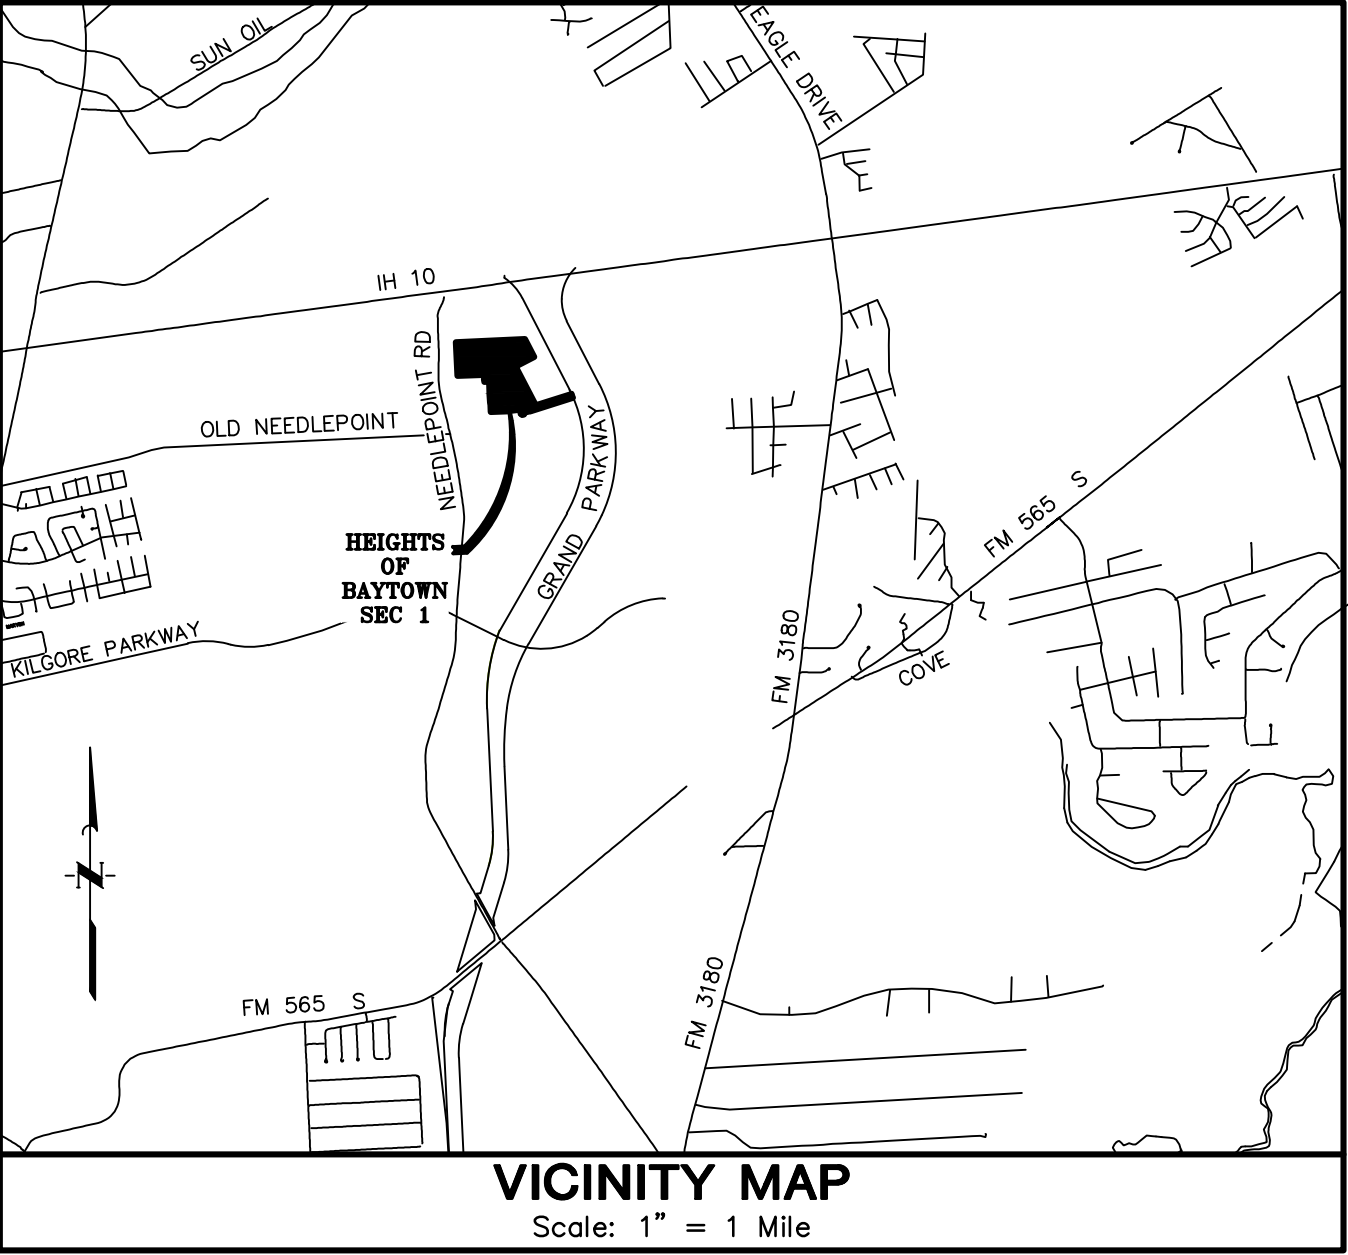 SUN OIL
EAGLE DRIVE
IH 10
NEEDLEPOINT RD
OLD NEEDLEPOINT
GRAND PARKWAY
FM 565 S
HEIGHTS
OF
BAYTOWN
SEC 1
KILGORE PARKWAY
FM 3180
COVE
N
FM 3180
FM 565 S
VICINITY MAP
Scale: 1” = 1 Mile